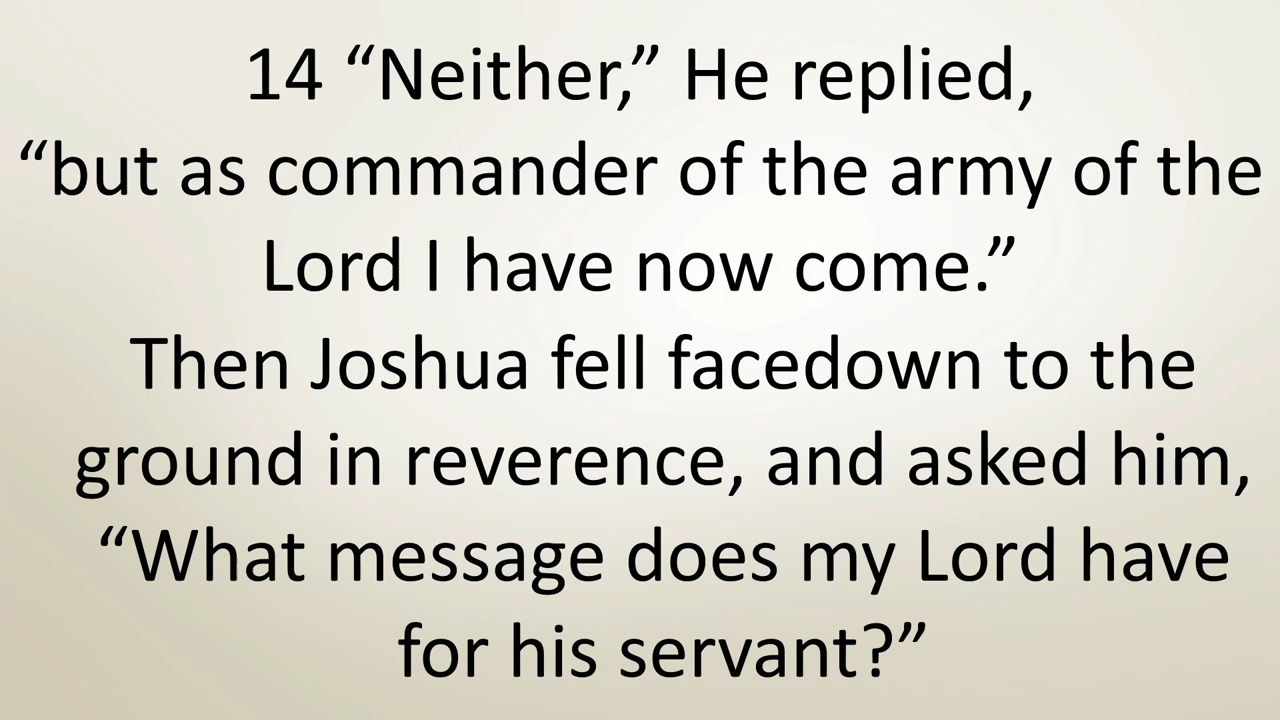 14 “Neither,” He replied,
“but as commander of the army of the
Lord I have now come.”
Then Joshua fell facedown to the
ground in reverence, and asked him,
“What message does my Lord have
for his servant?”